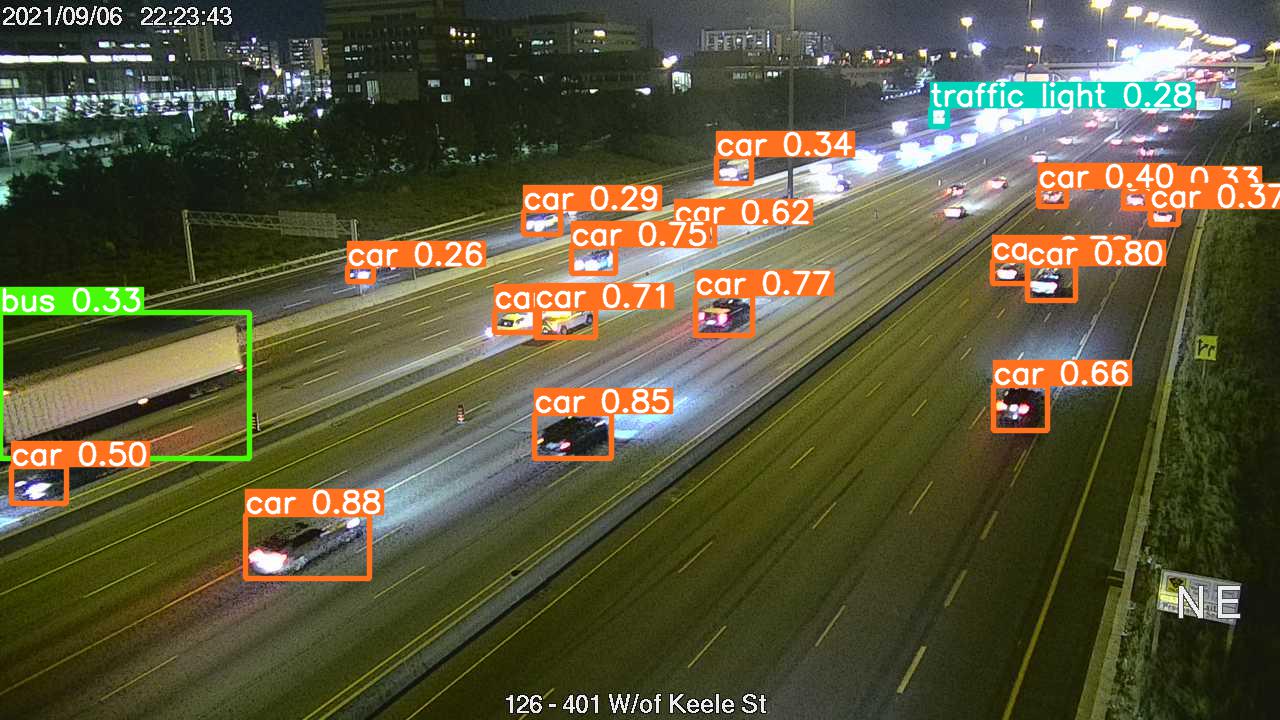 2021/09/06 22:23:43
traffic light 0.28
car 0.34
car 0.40
0.33
car 0.37
car 0.29
car 0.62
car 0.75
car 0.26
car 0.80
bus 0.33
car 0.71
car 0.77
car 0.66
car 0.85
car 0.50
car 0.88
NE
126 - 401 W/of Keele St